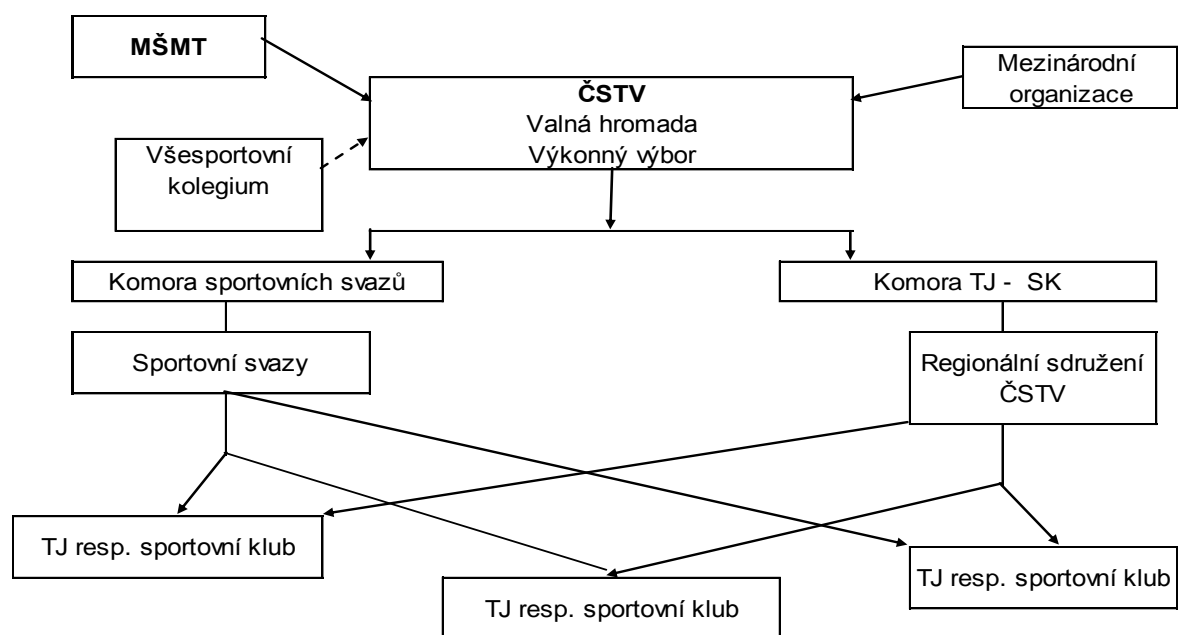 MŠMT
ČSTV
Valná hromada
Výkonný výbor
Mezinárodní
organizace
Všesportovní
kolegium
Komora sportovních svazů
Komora TJ - SK
Sportovní svazy
Regionální sdružení
ČSTV
TJ resp. sportovní klub
TJ resp. sportovní klub
TJ resp. sportovní klub